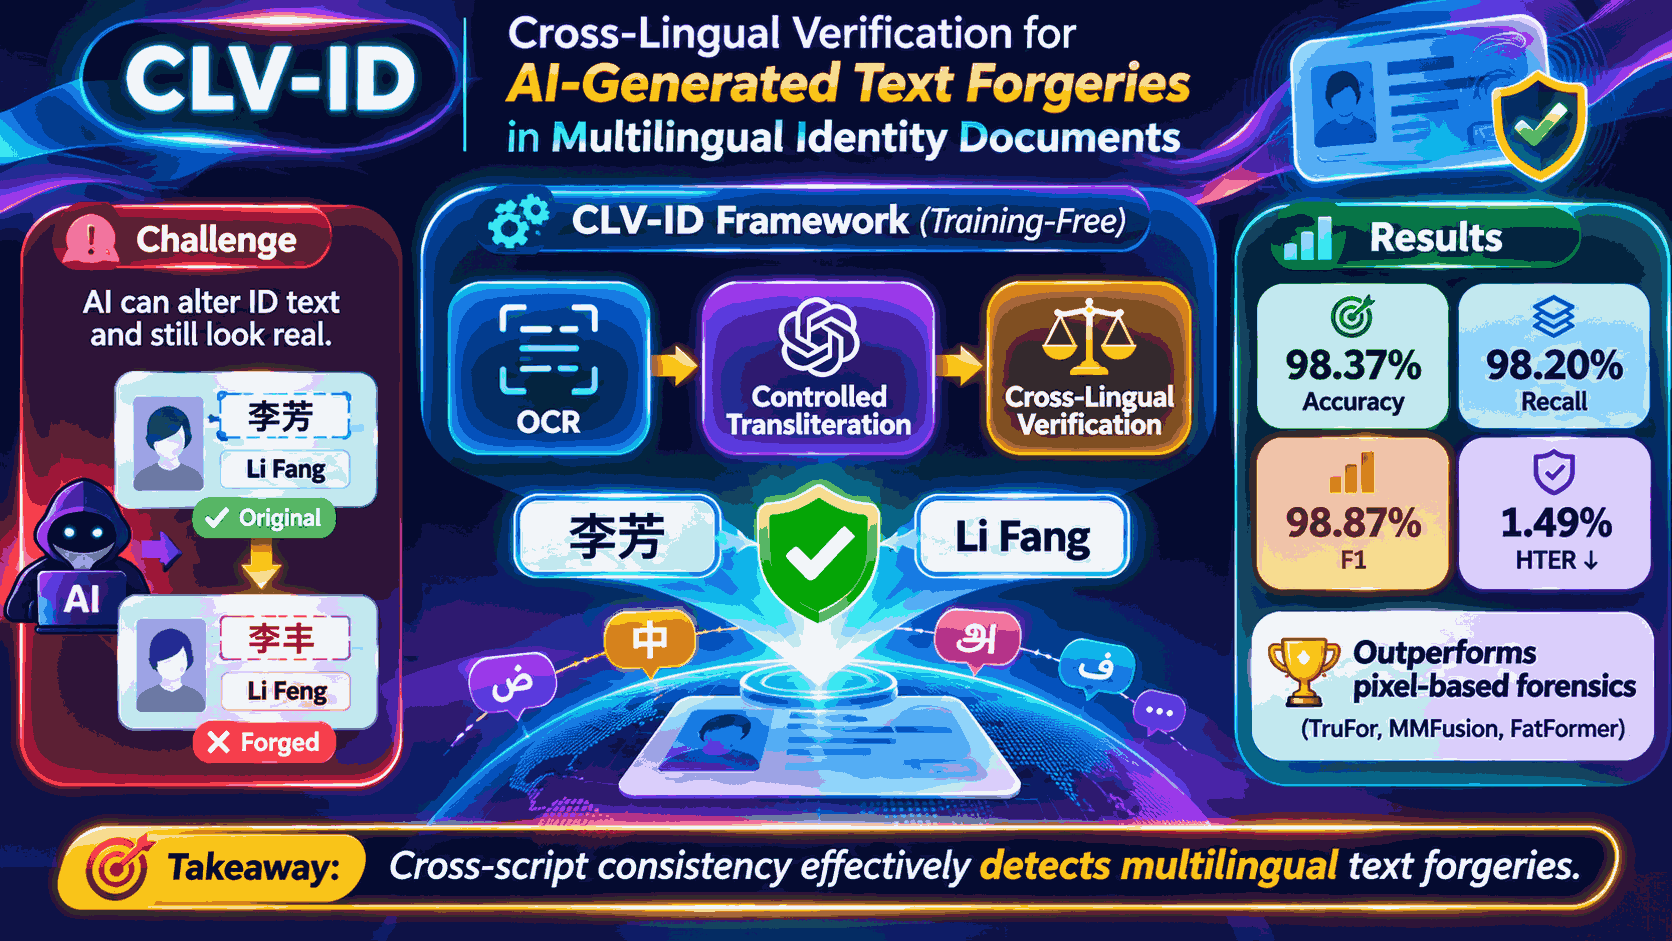 CLV-ID
Cross-Lingual Verification for
AI-Generated Text Forgeries
in Multilingual Identity Documents
Challenge
AI can alter ID text
and still look real.
李芳
Li Fang
Original
AI
李丰
Li Feng
Forged
CLV-ID Framework (Training-Free)
OCR
Controlled
Transliteration
Cross-Lingual
Verification
李芳
Li Fang
ض
中
அ
ف
...
Results
98.37%
Accuracy
98.20%
Recall
98.87%
F1
1.49%
HTER ↓
Outperforms
pixel-based forensics
(TruFor, MMFusion, FatFormer)
Takeaway: Cross-script consistency effectively detects multilingual text forgeries.